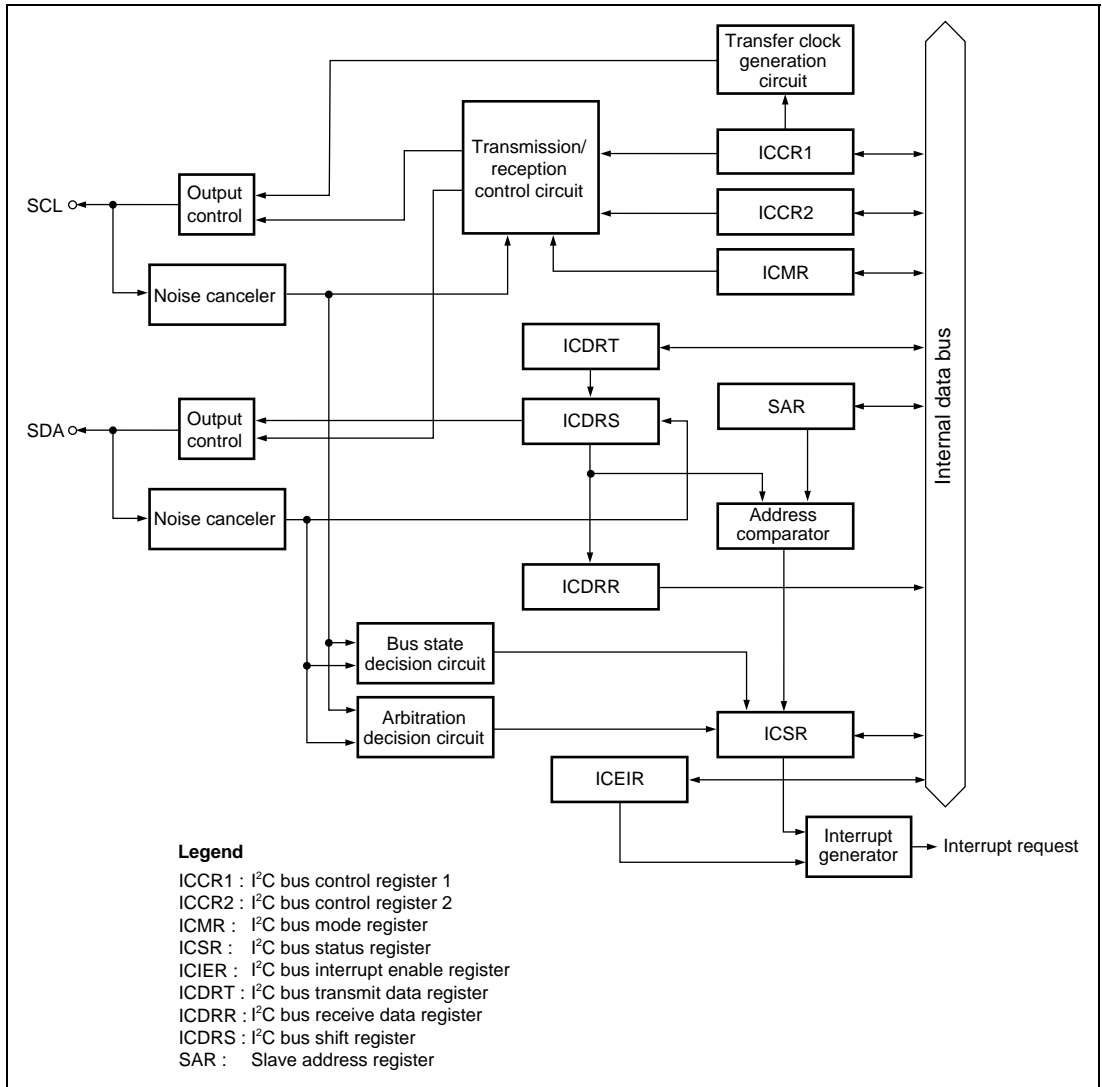 Transfer clock
generation
circuit
Transmission/
reception
control circuit
ICCR1
Output
control
SCL
ICCR2
ICMR
Noise canceler
ICDRT
Internal data bus
SAR
Output
control
SDA
ICDRS
Noise canceler
Address
comparator
ICDRR
Bus state
decision circuit
Arbitration
decision circuit
ICSR
ICEIR
Interrupt
generator
Interrupt request
Legend
ICCR1 : I²C bus control register 1
ICCR2 : I²C bus control register 2
ICMR : I²C bus mode register
ICSR : I²C bus status register
ICIER : I²C bus interrupt enable register
ICDRT : I²C bus transmit data register
ICDRR : I²C bus receive data register
ICDRS : I²C bus shift register
SAR : Slave address register